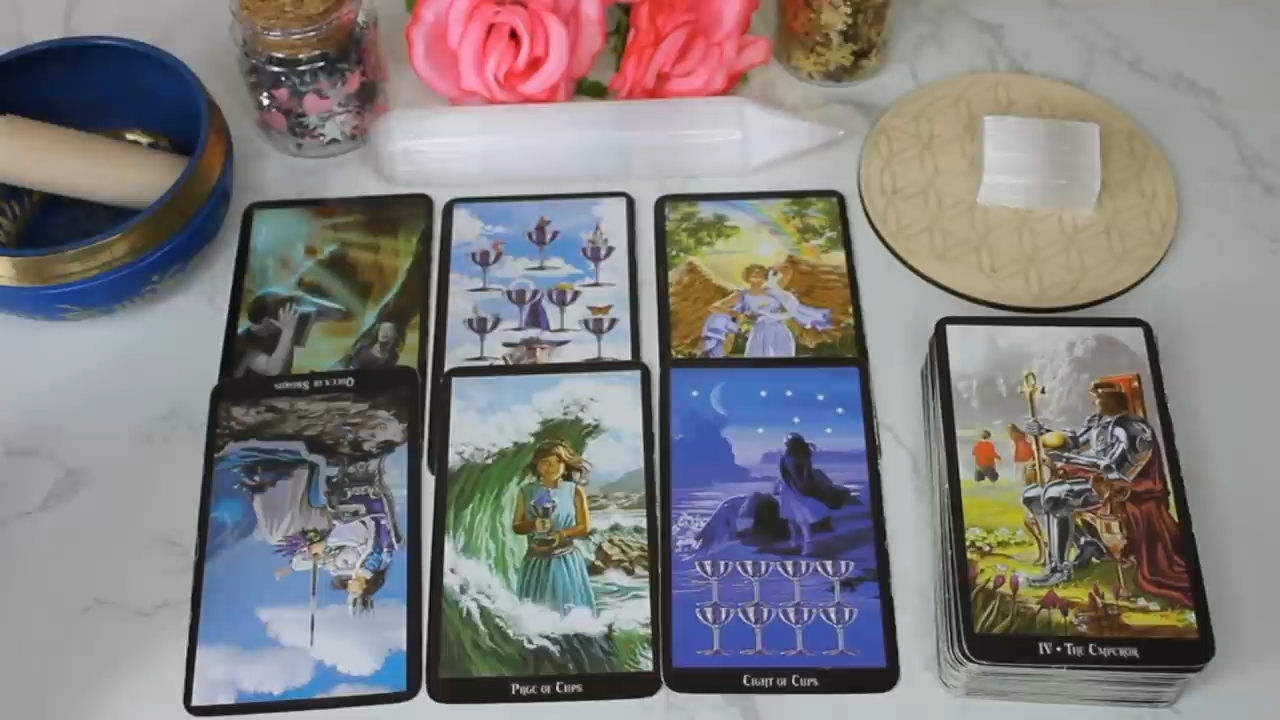 Queen of Swords
Page of Cups
Eight of Cups
IV • The Emperor